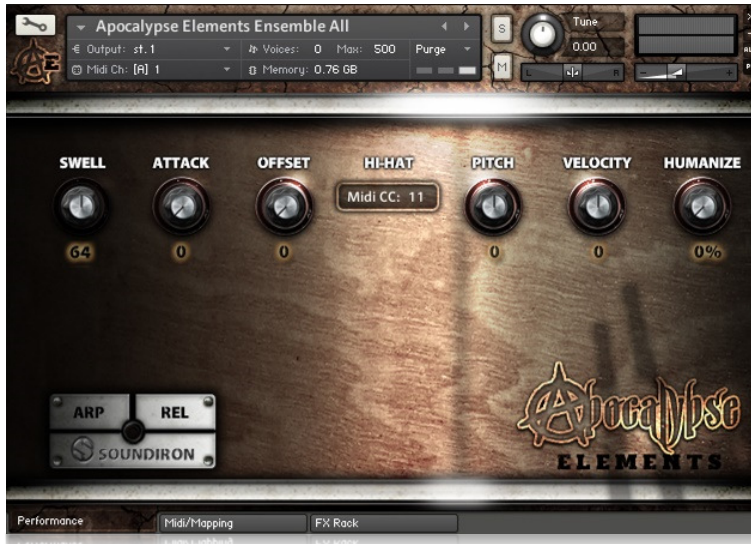 Apocalypse Elements Ensemble All
S
Tune
0.00
Output: st.1
Voices: 0 Max: 500
Purge
Midi Ch: [A] 1
Memory: 0.76 GB
M
L R
- +
AE
SWELL ATTACK OFFSET HI-HAT PITCH VELOCITY HUMANIZE
Midi CC: 11
64 0 0 0 0 0%
ARP REL
SOUNDIRON
Apocalypse
ELEMENTS
Performance Midi/Mapping FX Rack